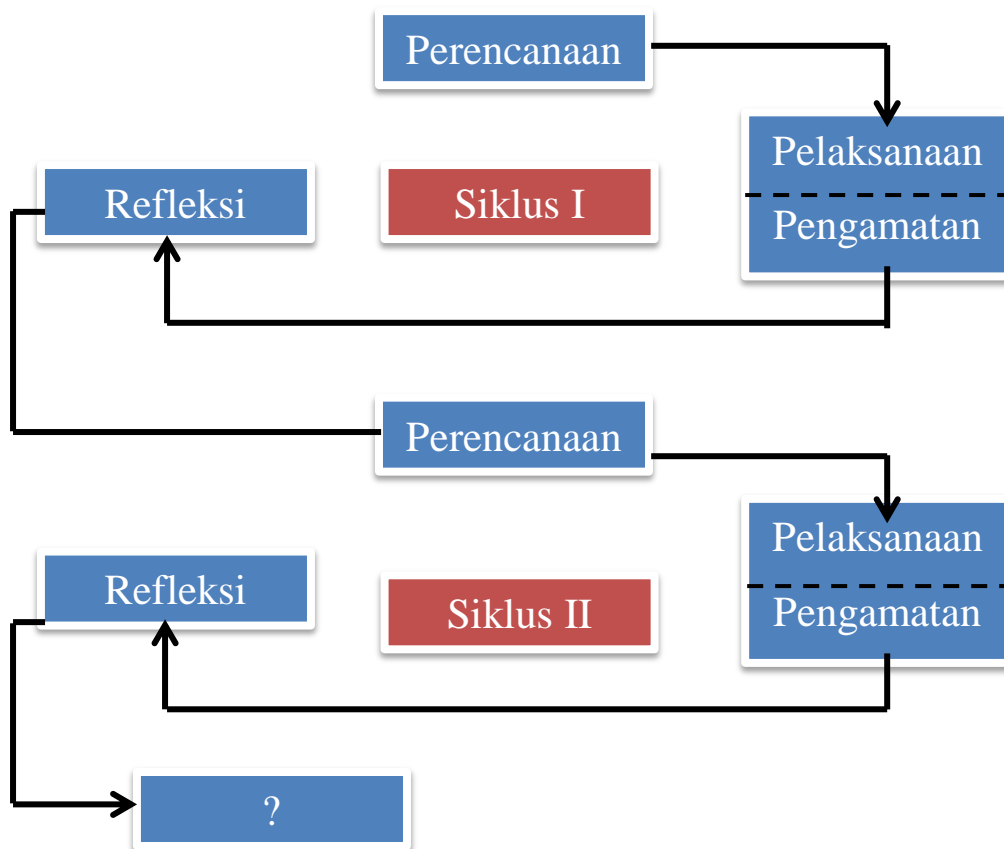 Perencanaan
Pelaksanaan
Refleksi
Siklus I
Pengamatan
Perencanaan
Pelaksanaan
Refleksi
Siklus II
Pengamatan
?